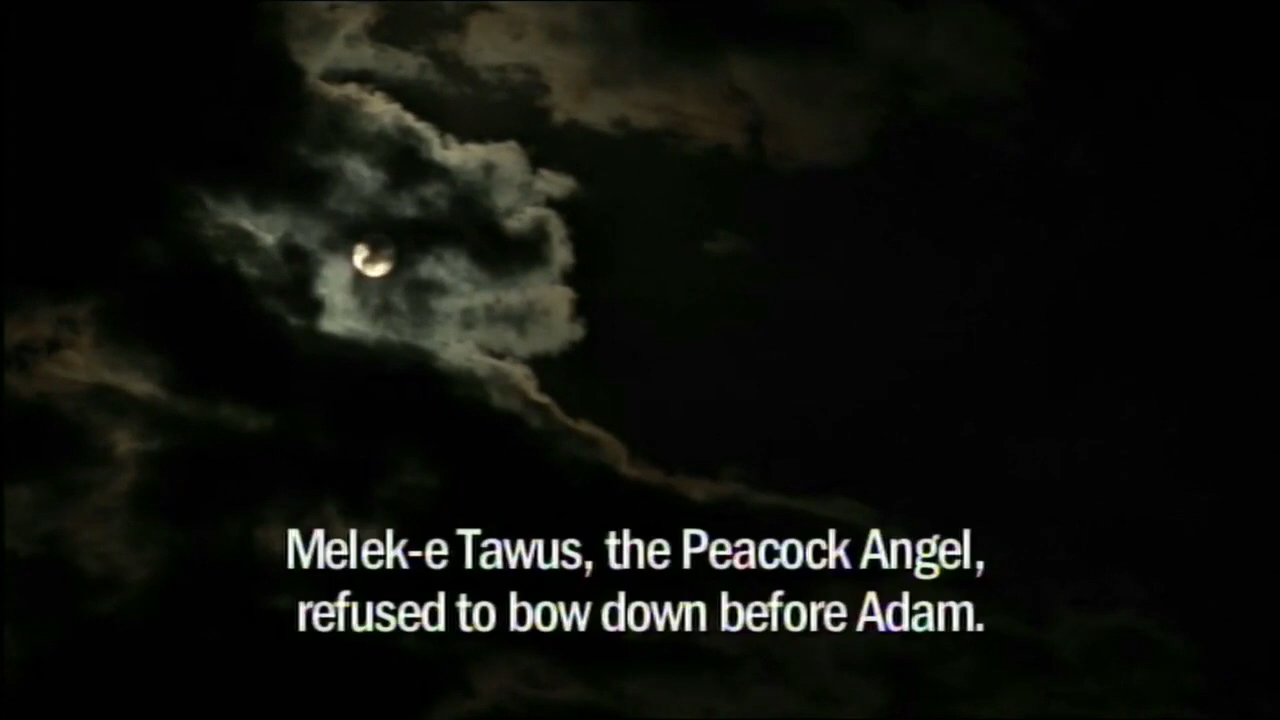 Melek-e Tawus, the Peacock Angel,
refused to bow down before Adam.